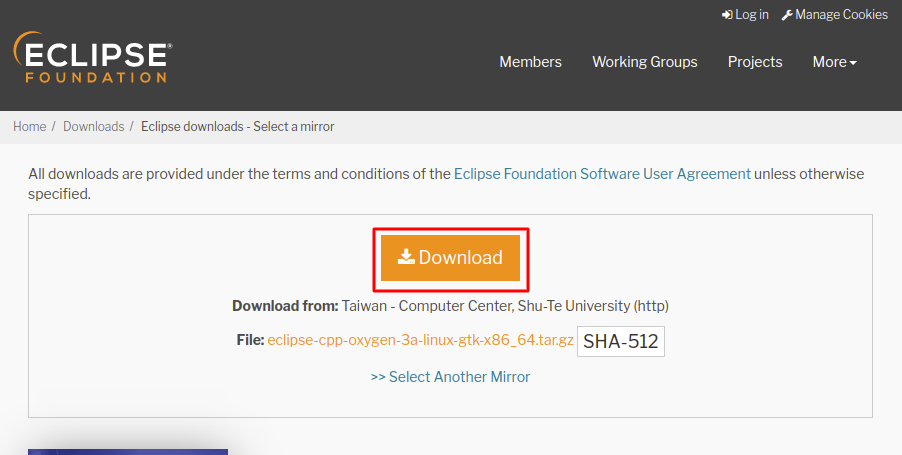 Log in Manage Cookies
ECLIPSE®
FOUNDATION
Members Working Groups Projects More
Home / Downloads / Eclipse downloads - Select a mirror
All downloads are provided under the terms and conditions of the Eclipse Foundation Software User Agreement unless otherwise
specified.
Download
Download from: Taiwan - Computer Center, Shu-Te University (http)
File: eclipse-cpp-oxygen-3a-linux-gtk-x86_64.tar.gz SHA-512
>> Select Another Mirror